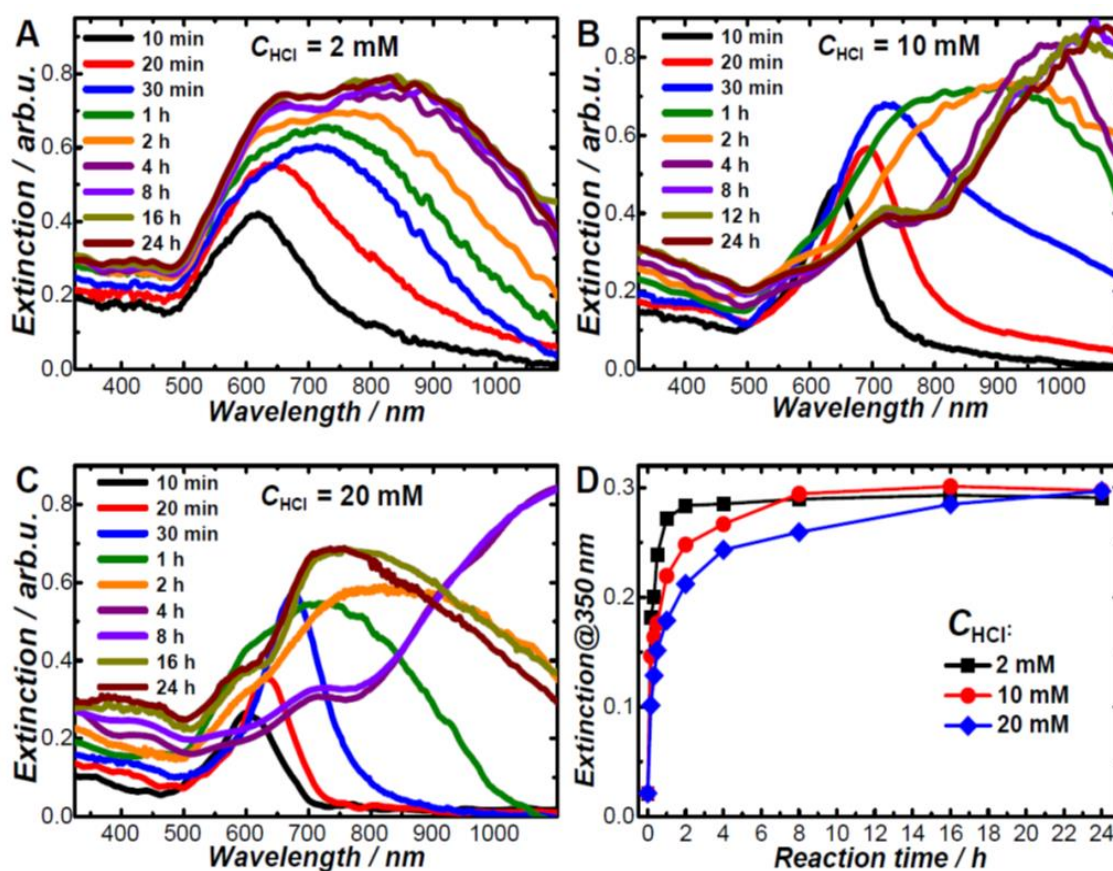 A
C HCl = 2 mM
10 min
20 min
30 min
1 h
2 h
4 h
8 h
16 h
24 h
0.8
0.6
0.4
0.2
0.0
Extinction / arb.u.
400 500 600 700 800 900 1000
Wavelength / nm
B
C HCl = 10 mM
10 min
20 min
30 min
1 h
2 h
4 h
8 h
12 h
24 h
0.8
0.6
0.4
0.2
0.0
Extinction / arb.u.
400 500 600 700 800 900 1000
Wavelength / nm
C
C HCl = 20 mM
10 min
20 min
30 min
1 h
2 h
4 h
8 h
16 h
24 h
0.8
0.6
0.4
0.2
0.0
Extinction / arb.u.
400 500 600 700 800 900 1000
Wavelength / nm
D
0.3
0.2
0.1
0.0
Extinction@350 nm
C HCl:
2 mM
10 mM
20 mM
0 2 4 6 8 10 12 14 16 18 20 22 24
Reaction time / h